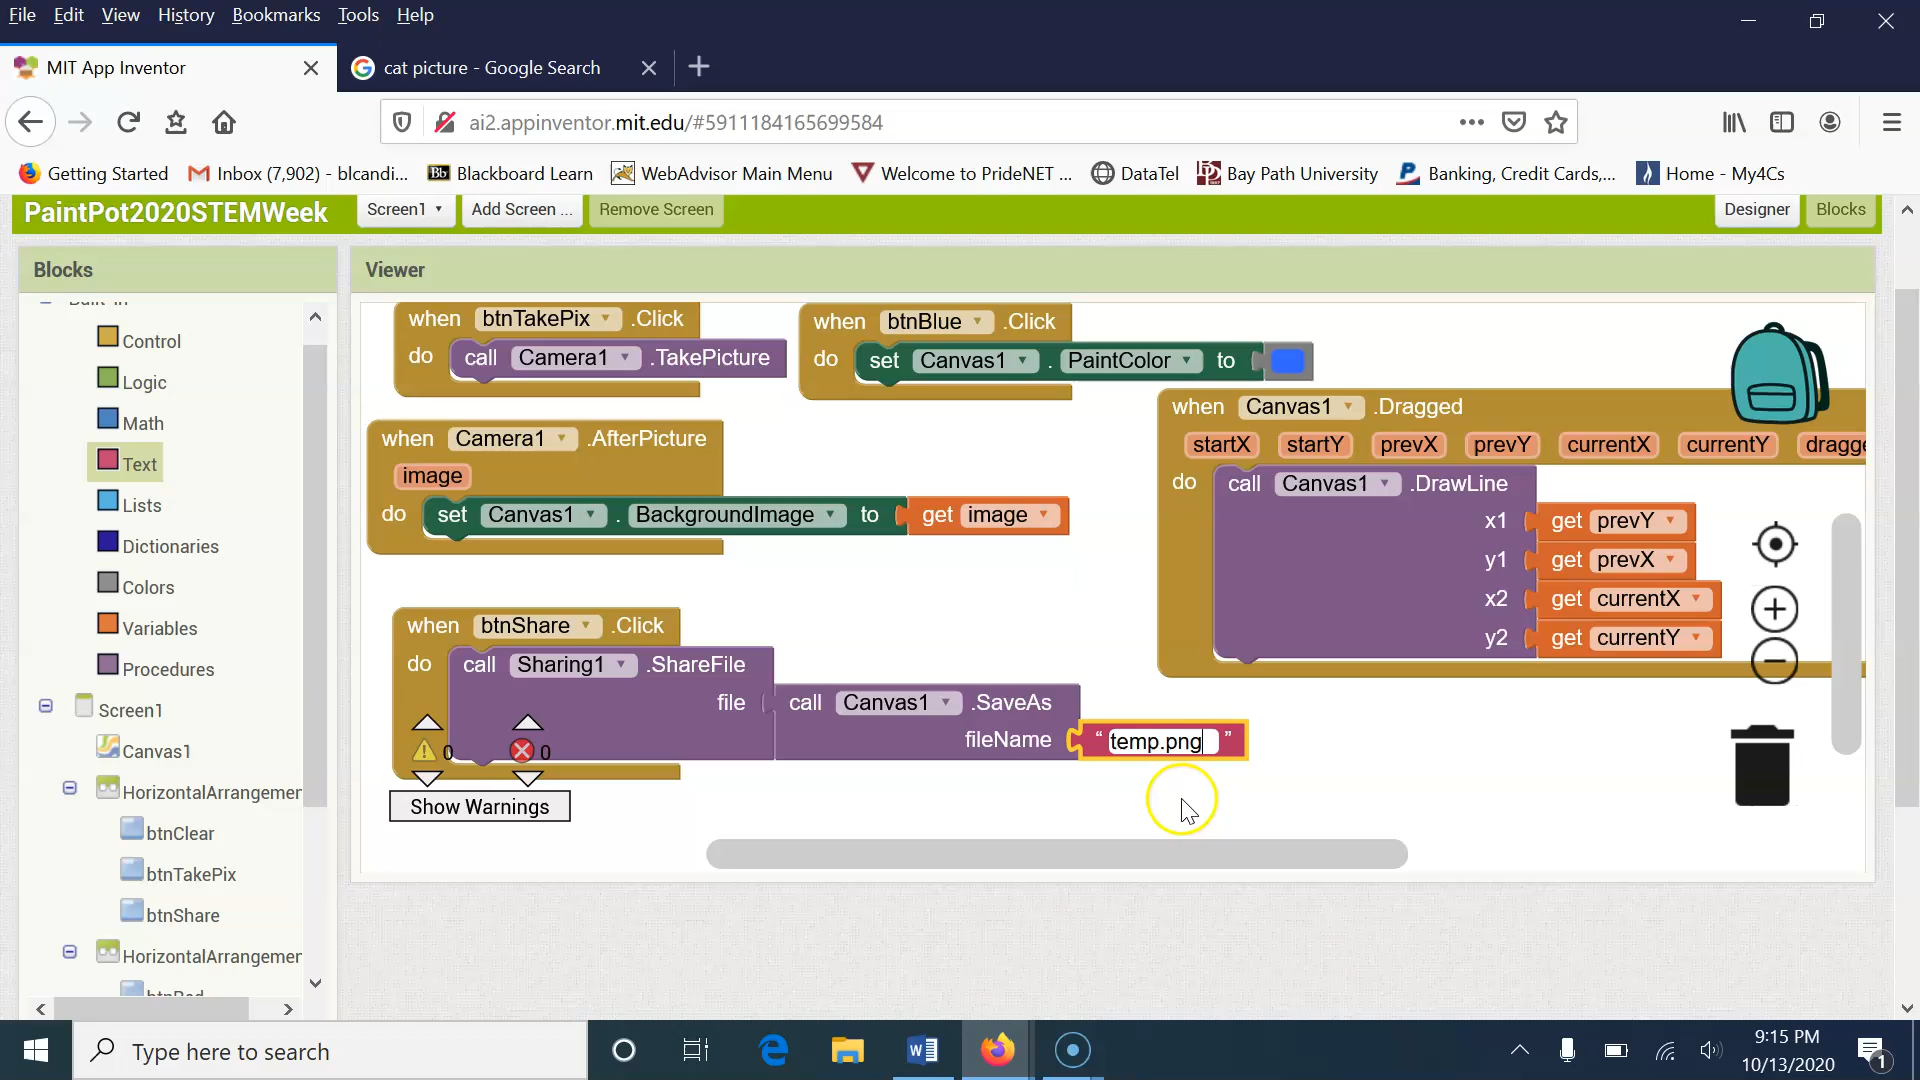 File Edit View History Bookmarks Tools Help
MIT App Inventor
cat picture - Google Search
ai2.appinventor.mit.edu/#5911184165699584
Getting Started
Inbox (7,902) - blcandi...
Bb Blackboard Learn
WebAdvisor Main Menu
Welcome to PrideNET ...
DataTel
Bay Path University
Banking, Credit Cards,...
Home - My4Cs
PaintPot2020STEMWeek
Screen1
Add Screen ...
Remove Screen
Designer
Blocks
Blocks
Viewer
Control
Logic
Math
Text
Lists
Dictionaries
Colors
Variables
Procedures
Screen1
Canvas1
HorizontalArrangemer
btnClear
btnTakePix
btnShare
HorizontalArrangemer
when btnTakePix .Click
do call Camera1 .TakePicture
when btnBlue .Click
do set Canvas1 . PaintColor to
when Camera1 .AfterPicture
image
do set Canvas1 . BackgroundImage to get image
when Canvas1 .Dragged
startX startY prevX prevY currentX currentY dragge
do call Canvas1 .DrawLine
x1 get prevY
y1 get prevX
x2 get currentX
y2 get currentY
when btnShare .Click
do call Sharing1 .ShareFile
file call Canvas1 .SaveAs
fileName “ temp.png ”
0 0
Show Warnings
Type here to search
9:15 PM
10/13/2020
1